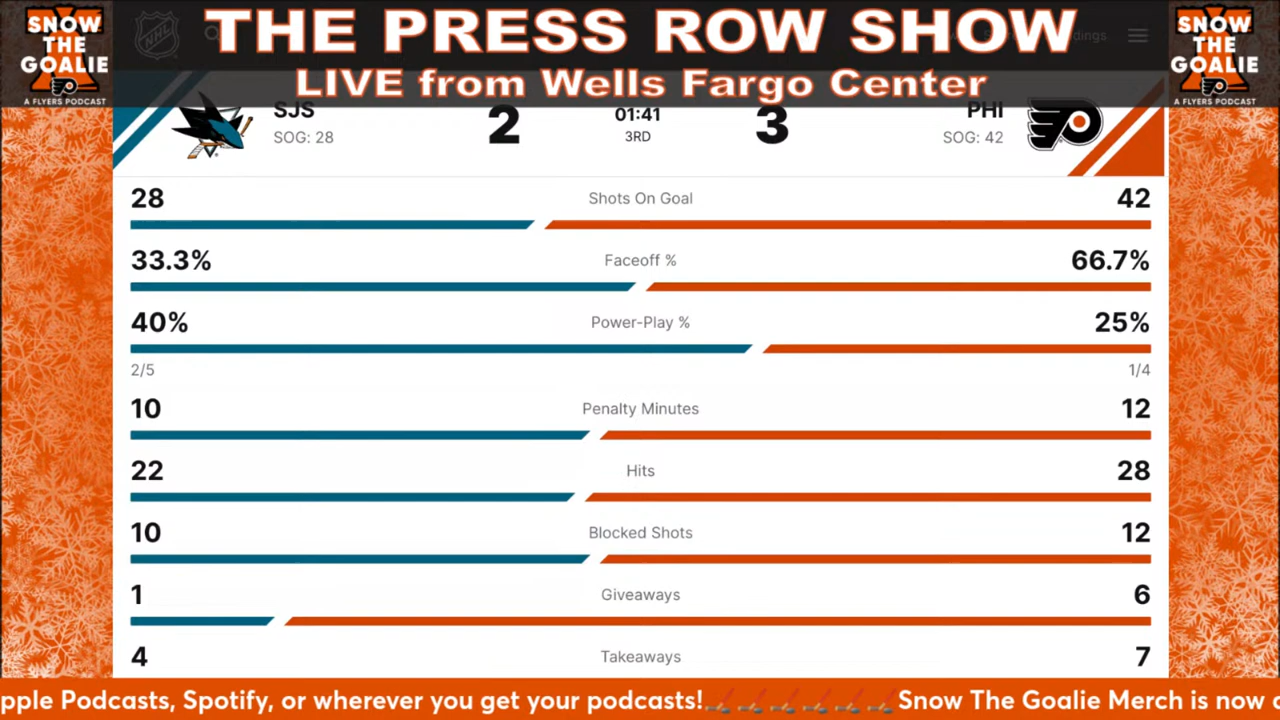 SNOW
THE
GOALIE
A FLYERS PODCAST
THE PRESS ROW SHOW
LIVE from Wells Fargo Center
SNOW
THE
GOALIE
A FLYERS PODCAST
NHL
SJS
SOG: 28
2
01:41
3RD
3
PHI
SOG: 42
28 Shots On Goal 42
33.3% Faceoff % 66.7%
40% Power-Play % 25%
2/5 1/4
10 Penalty Minutes 12
22 Hits 28
10 Blocked Shots 12
1 Giveaways 6
4 Takeaways 7
pple Podcasts, Spotify, or wherever you get your podcasts! Snow The Goalie Merch is now